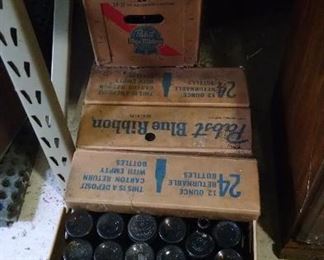 Pabst
Blue Ribbon
24
12 OUNCE
RETURNABLE
BOTTLES
THIS IS A DEPOSIT
CARTON RETURN
WITH EMPTY
BOTTLES
Pabst Blue Ribbon
24
12 OUNCE
RETURNABLE
BOTTLES
THIS IS A DEPOSIT
CARTON RETURN
WITH EMPTY
BOTTLES